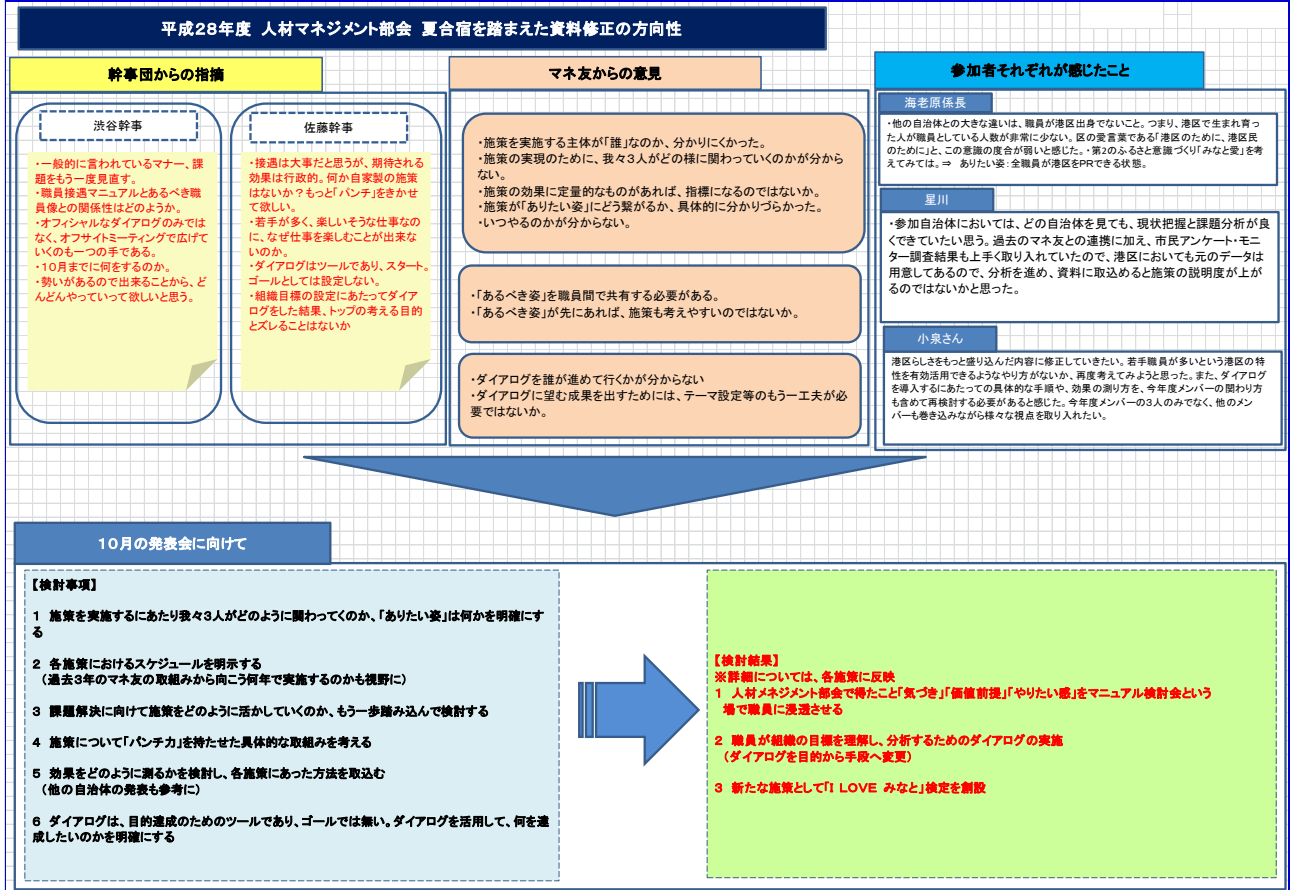 平成28年度 人材マネジメント部会 夏合宿を踏まえた資料修正の方向性
幹事団からの指摘
渋谷幹事
・一般的に言われているマナー、課
題をもう一度見直す。
・職員接遇マニュアルとあるべき職
員像との関係性はどのようか。
・オフィシャルなダイアログのみでは
なく、オフサイトミーティングで広げて
いくのも一つの手である。
・10月までに何をするのか。
・勢いがあるので出来ることから、ど
んどんやっていって欲しいと思う。
佐藤幹事
・接遇は大事だと思うが、期待される
効果は行政的。何か自家製の施策
はないか？もっと「パンチ」をきかせ
て欲しい。
・若手が多く、楽しいそうな仕事なの
に、なぜ仕事を楽しむことが出来な
いのか。
・ダイアログはツールであり、スタート。
ゴールとしては設定しない。
・組織目標の設定にあたってダイア
ログをした結果、トップの考える目的
とズレることはないか
マネ友からの意見
・施策を実施する主体が「誰」なのか、分かりにくかった。
・施策の実現のために、我々3人がどの様に関わっていくのかが分から
ない。
・施策の効果に定量的なものがあれば、指標になるのではないか。
・施策が「ありたい姿」にどう繋がるか、具体的に分かりづらかった。
・いつやるのかが分からない。
・「あるべき姿」を職員間で共有する必要がある。
・「あるべき姿」が先にあれば、施策も考えやすいのではないか。
・ダイアログを誰が進めて行くかが分からない
・ダイアログに望む成果を出すためには、テーマ設定等のもう一工夫が必
要ではないか。
参加者それぞれが感じたこと
海老原係長
・他の自治体との大きな違いは、職員が港区出身でないこと。つまり、港区で生まれ育っ
た人が職員としている人数が非常に少ない。区の愛言葉である「港区のために、港区民
のために」と、この意識の度合が弱いと感じた。・第2のふるさと意識づくり「みなと愛」を考
えてみては。⇒ ありたい姿：全職員が港区をPRできる状態。
星川
・参加自治体においては、どの自治体を見ても、現状把握と課題分析が良
くできていたい思う。過去のマネ友との連携に加え、市民アンケート・モニ
ター調査結果も上手く取り入れていたので、港区においても元のデータは
用意してあるので、分析を進め、資料に取込めると施策の説明度が上が
るのではないかと思った。
小泉さん
港区らしさをもっと盛り込んだ内容に修正していきたい。若手職員が多いという港区の特
性を有効活用できるようなやり方がないか、再度考えてみようと思った。また、ダイアログ
を導入するにあたっての具体的な手順や、効果の測り方を、今年度メンバーの関わり方
も含めて再検討する必要があると感じた。今年度メンバーの3人のみでなく、他のメン
バーも巻き込みながら様々な視点を取り入れたい。
10月の発表会に向けて
【検討事項】
1 施策を実施するにあたり我々3人がどのように関わってくのか、「ありたい姿」は何かを明確にす
る
2 各施策におけるスケジュールを明示する
（過去3年のマネ友の取組みから向こう何年で実施するのかも視野に）
3 課題解決に向けて施策をどのように活かしていくのか、もう一歩踏み込んで検討する
4 施策について「パンチ力」を持たせた具体的な取組みを考える
5 効果をどのように測るかを検討し、各施策にあった方法を取込む
（他の自治体の発表も参考に）
6 ダイアログは、目的達成のためのツールであり、ゴールでは無い。ダイアログを活用して、何を達
成したいのかを明確にする
【検討結果】
※詳細については、各施策に反映
1 人材メネジメント部会で得たこと「気づき」「価値前提」「やりたい感」をマニュアル検討会という
場で職員に浸透させる
2 職員が組織の目標を理解し、分析するためのダイアログの実施
（ダイアログを目的から手段へ変更）
3 新たな施策として「I LOVE みなと」検定を創設